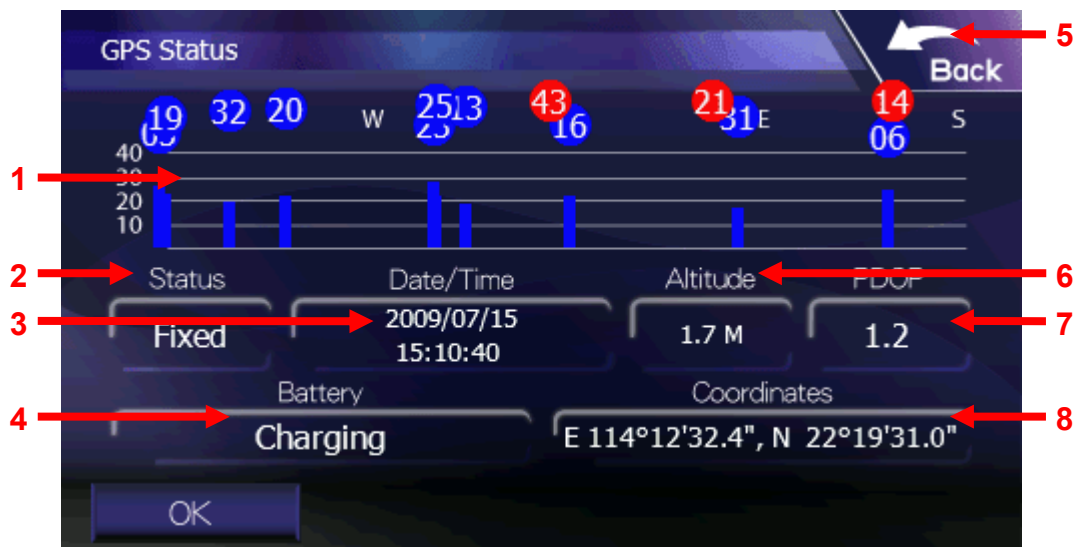 GPS Status
Back
5
19 32 20 W 25 13 43 16 21 31 E 14 06 S
23
40
30
20
10
1
2
Status
Date/Time
Altitude
PDOP
6
3
Fixed
2009/07/15
15:10:40
1.7 M
1.2
7
Battery
Coordinates
4
Charging
E 114°12'32.4", N 22°19'31.0"
8
OK